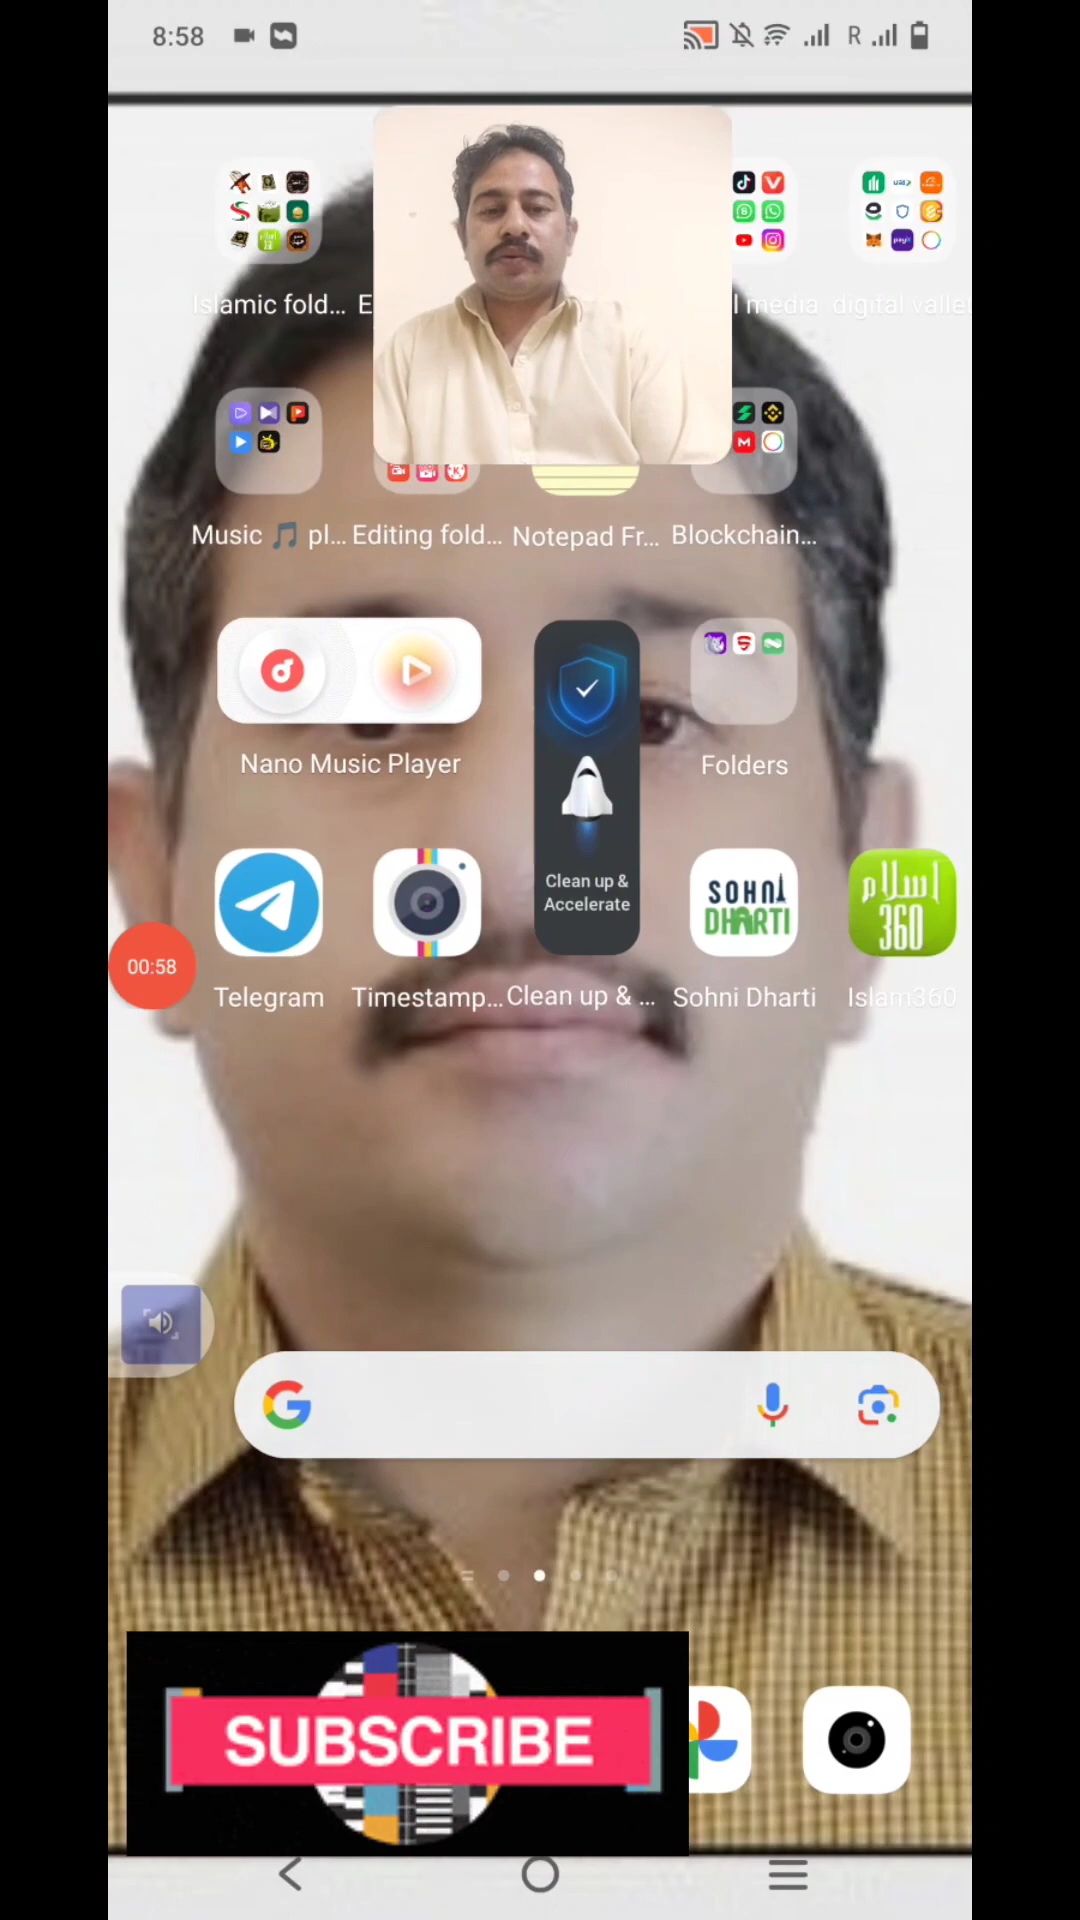 8:58
R
Islamic fold... E
l media
digital valle
Music 🎵 pl...
Editing fold...
Notepad Fr...
Blockchain...
Nano Music Player
Folders
Clean up &
Accelerate
SOHNI
DHARTI
اسلام
360
00:58
Telegram
Timestamp...
Clean up & ...
Sohni Dharti
Islam360
SUBSCRIBE